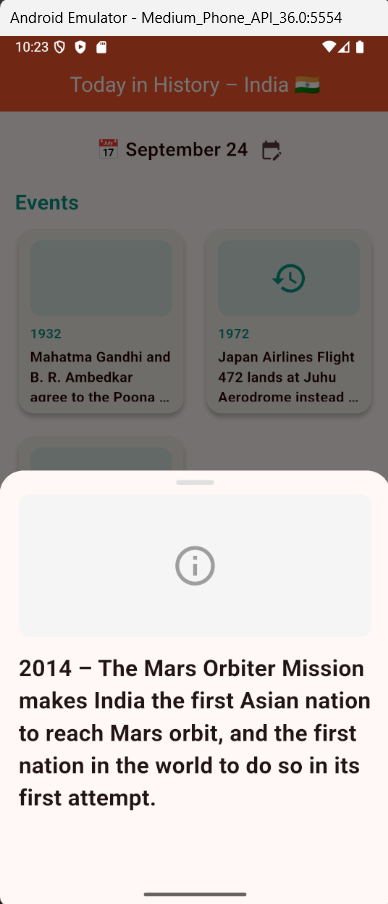 Android Emulator - Medium_Phone_API_36.0:5554
10:23
Today in History – India 🇮🇳
📅 September 24
Events
1932
Mahatma Gandhi and
B. R. Ambedkar
agree to the Poona ...
1972
Japan Airlines Flight
472 lands at Juhu
Aerodrome instead ...
2014 – The Mars Orbiter Mission
makes India the first Asian nation
to reach Mars orbit, and the first
nation in the world to do so in its
first attempt.